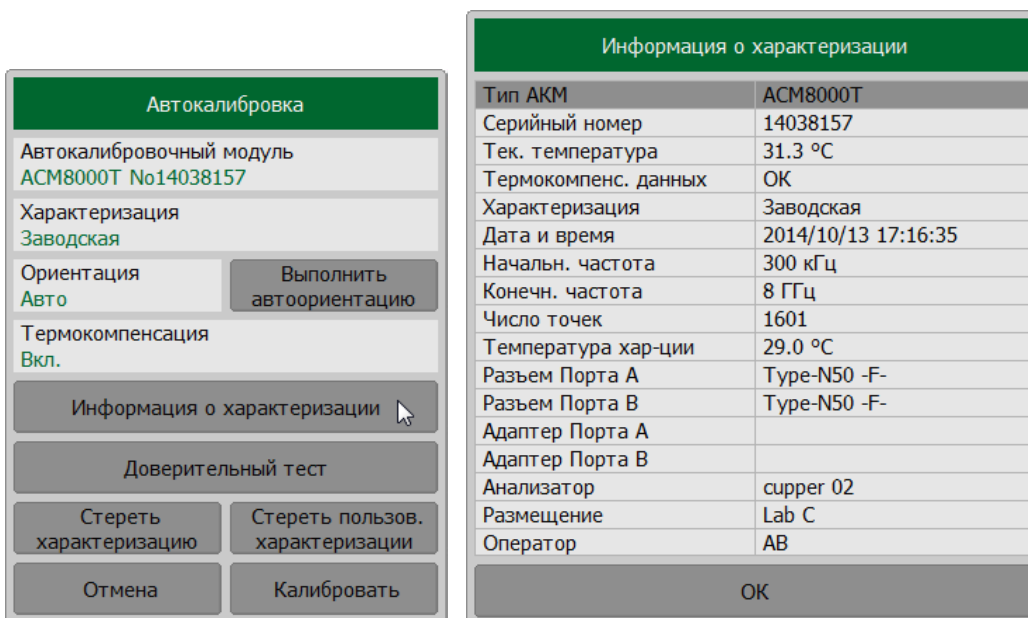 Автокалибровка
Автокалибровочный модуль
ACM8000T No14038157
Характеризация
Заводская
Ориентация
Авто
Выполнить
автоориентацию
Термокомпенсация
Вкл.
Информация о характеризации
Доверительный тест
Стереть
характеризацию
Стереть пользов.
характеризации
Отмена
Калибровать
Информация о характеризации
Тип АКМ ACM8000T
Серийный номер 14038157
Тек. температура 31.3 °C
Термокомпенс. данных ОК
Характеризация Заводская
Дата и время 2014/10/13 17:16:35
Начальн. частота 300 кГц
Конечн. частота 8 ГГц
Число точек 1601
Температура хар-ции 29.0 °C
Разъем Порта A Type-N50 -F-
Разъем Порта B Type-N50 -F-
Адаптер Порта A
Адаптер Порта B
Анализатор cupper 02
Размещение Lab C
Оператор AB
ОК